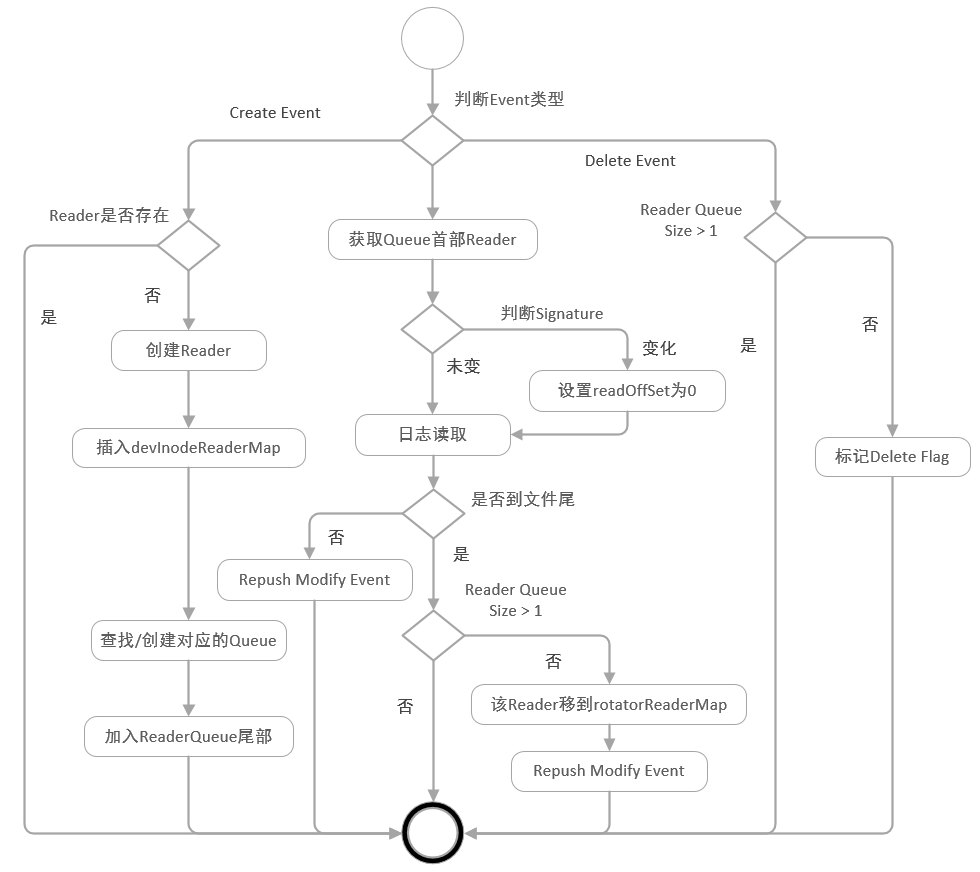 判断Event类型
Create Event
Delete Event
Reader是否存在
Reader Queue
Size > 1
获取Queue首部Reader
否
是
判断Signature
创建Reader
未变
变化
是
否
设置readOffSet为0
插入devInodeReaderMap
日志读取
标记Delete Flag
是否到文件尾
否
是
Repush Modify Event
Reader Queue
Size > 1
查找/创建对应的Queue
否
否
该Reader移到rotatorReaderMap
加入ReaderQueue尾部
Repush Modify Event